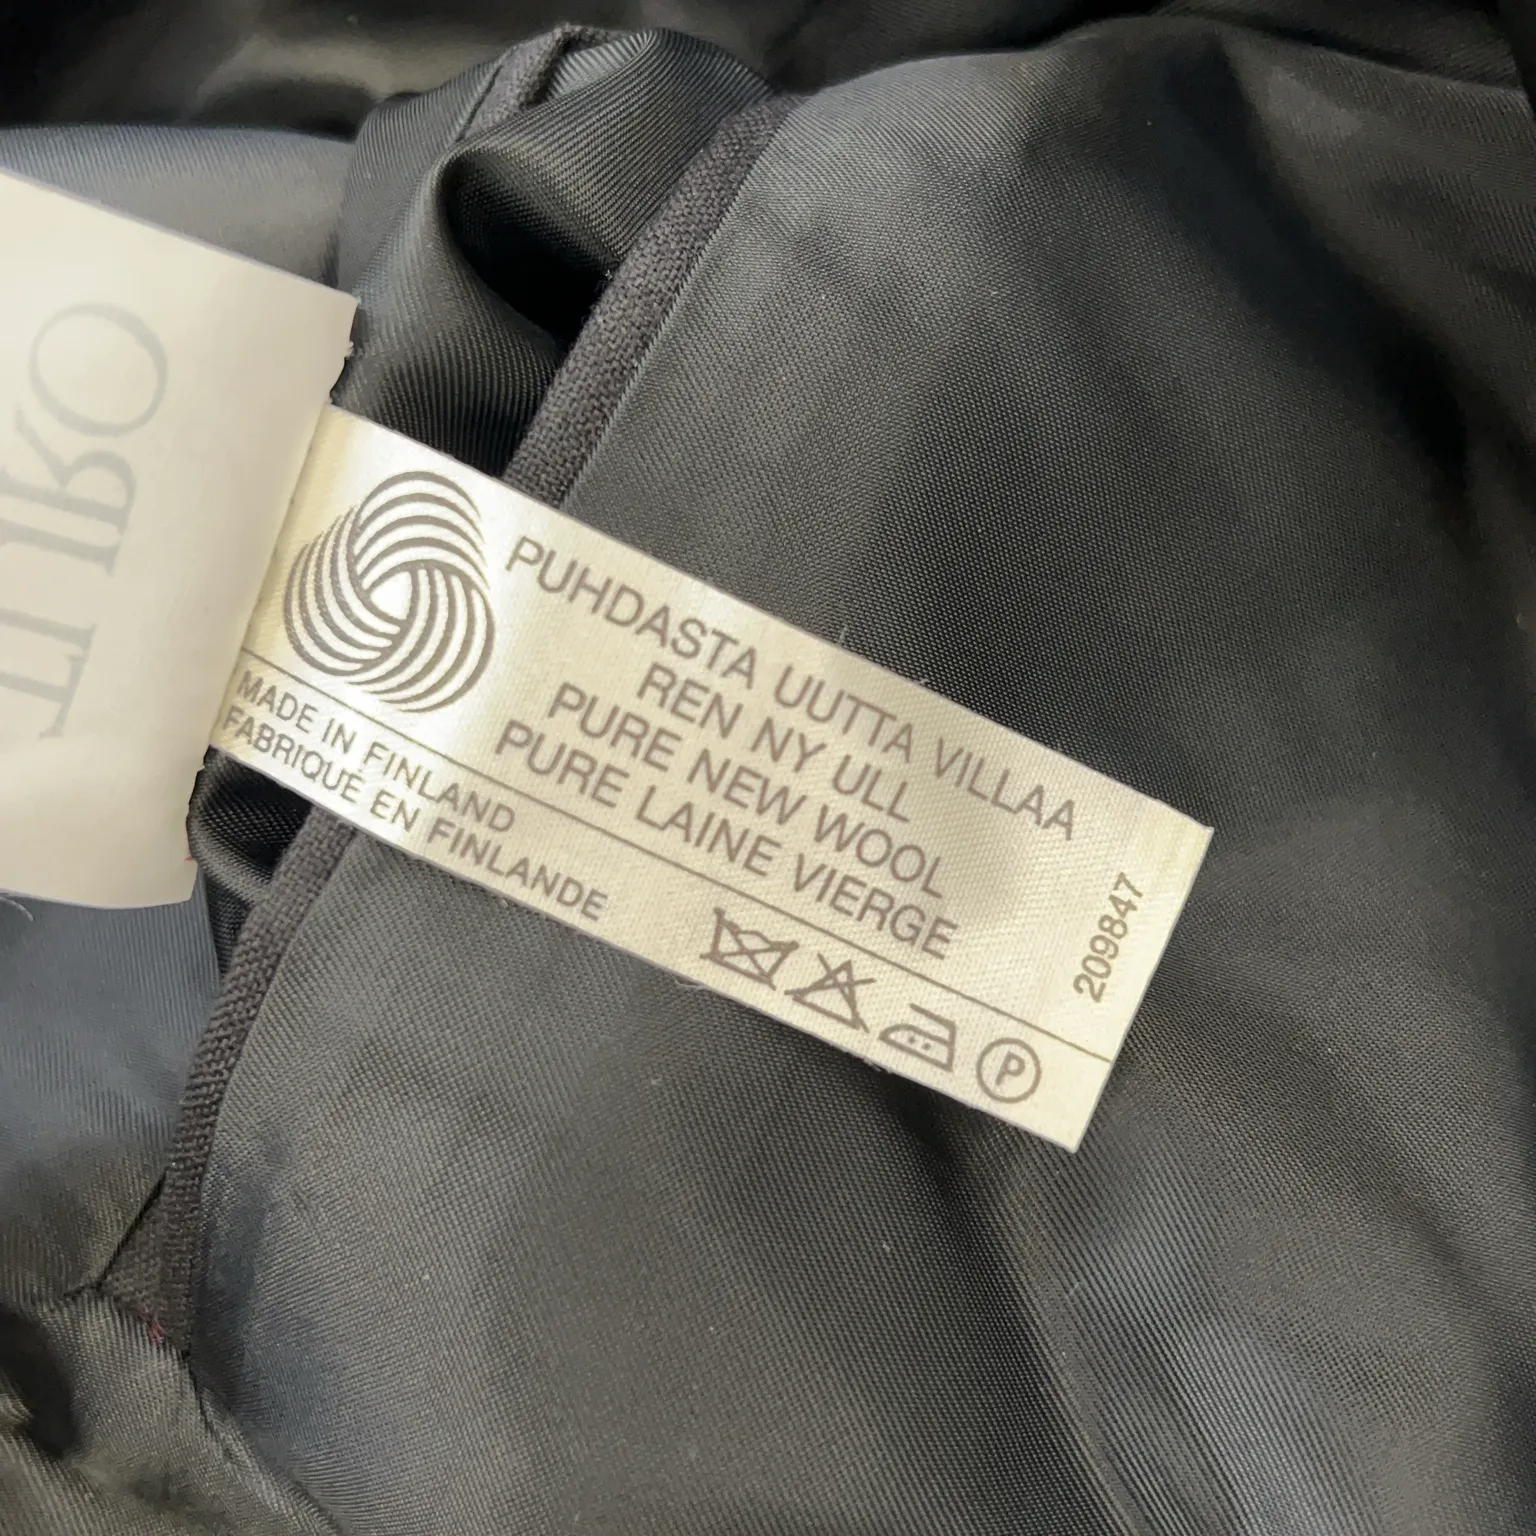 PUHDASTA UUTTA VILLAA
REN NY ULL
PURE NEW WOOL
PURE LAINE VIERGE
MADE IN FINLAND
FABRIQUÉ EN FINLANDE
209847
P